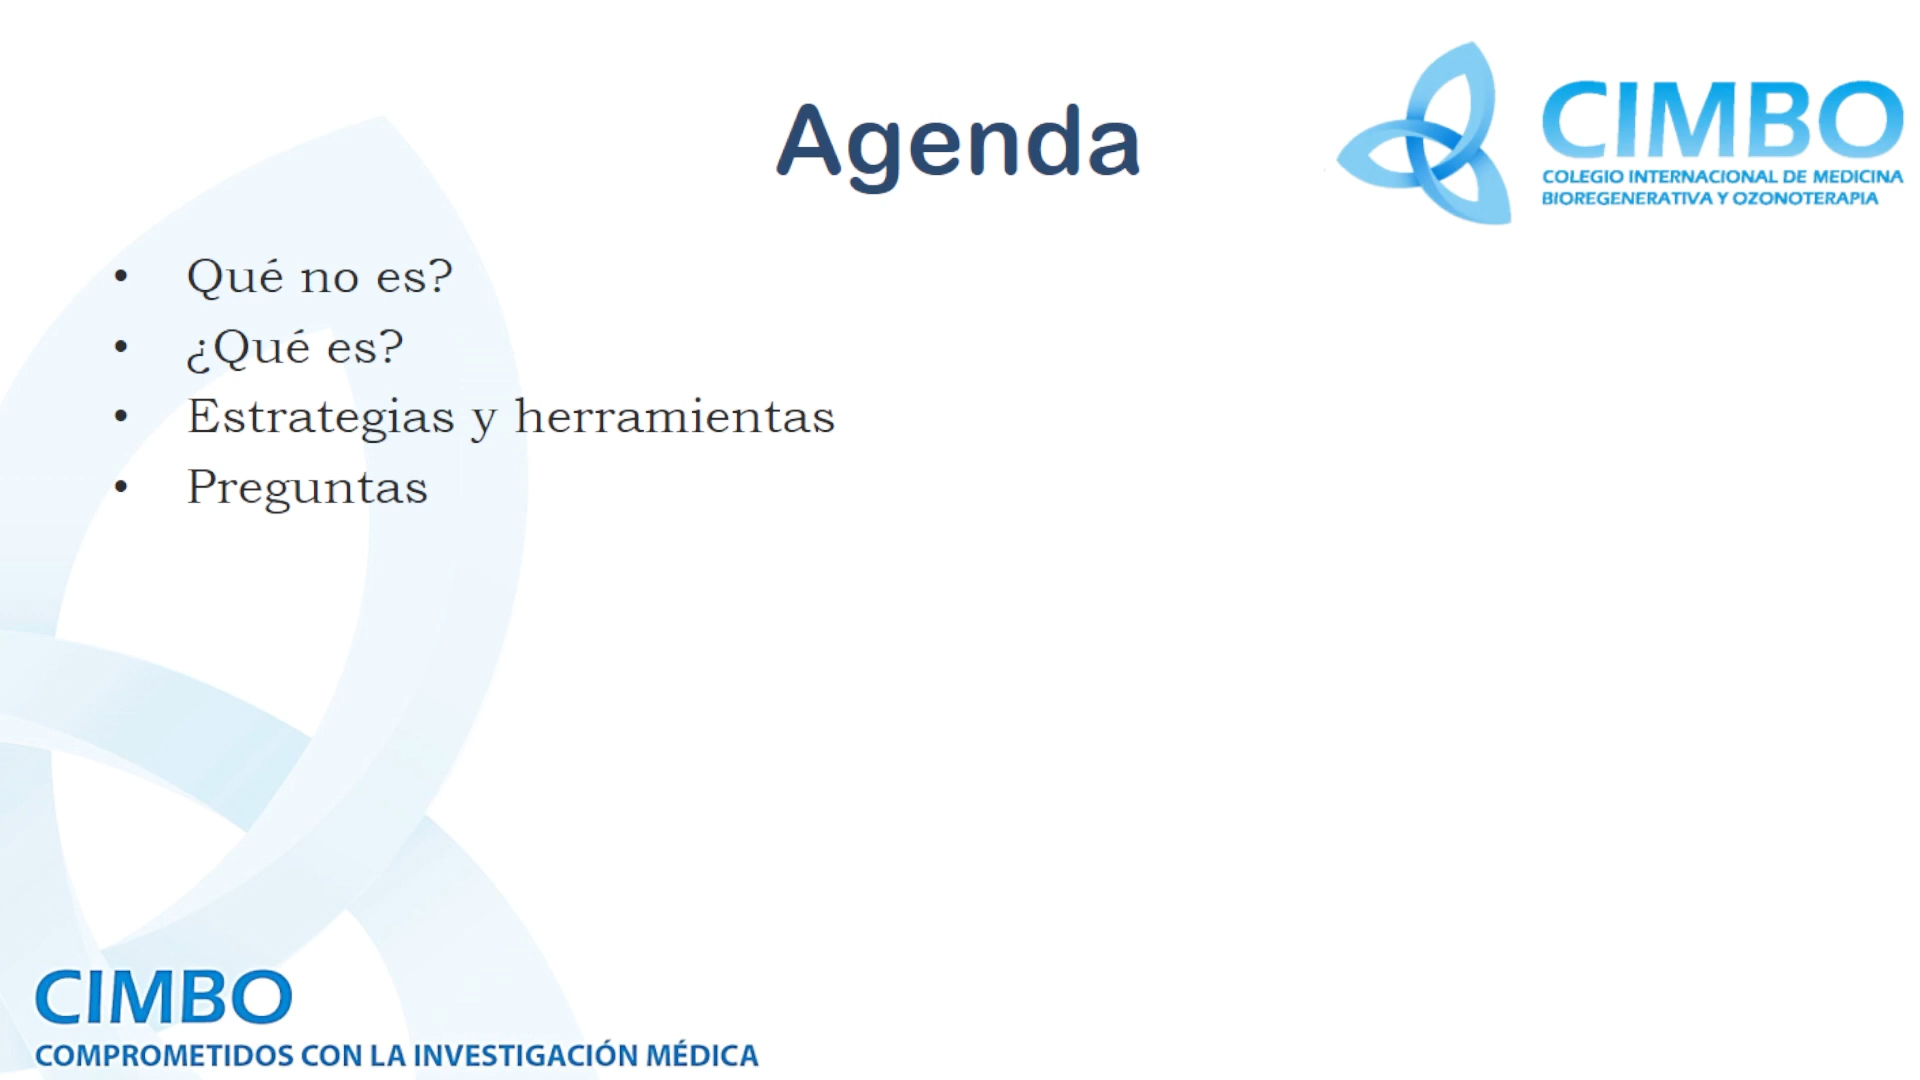 Agenda
CIMBO
COLEGIO INTERNACIONAL DE MEDICINA
BIOREGENERATIVA Y OZONOTERAPIA
• Qué no es?
• ¿Qué es?
• Estrategias y herramientas
• Preguntas
CIMBO
COMPROMETIDOS CON LA INVESTIGACIÓN MÉDICA